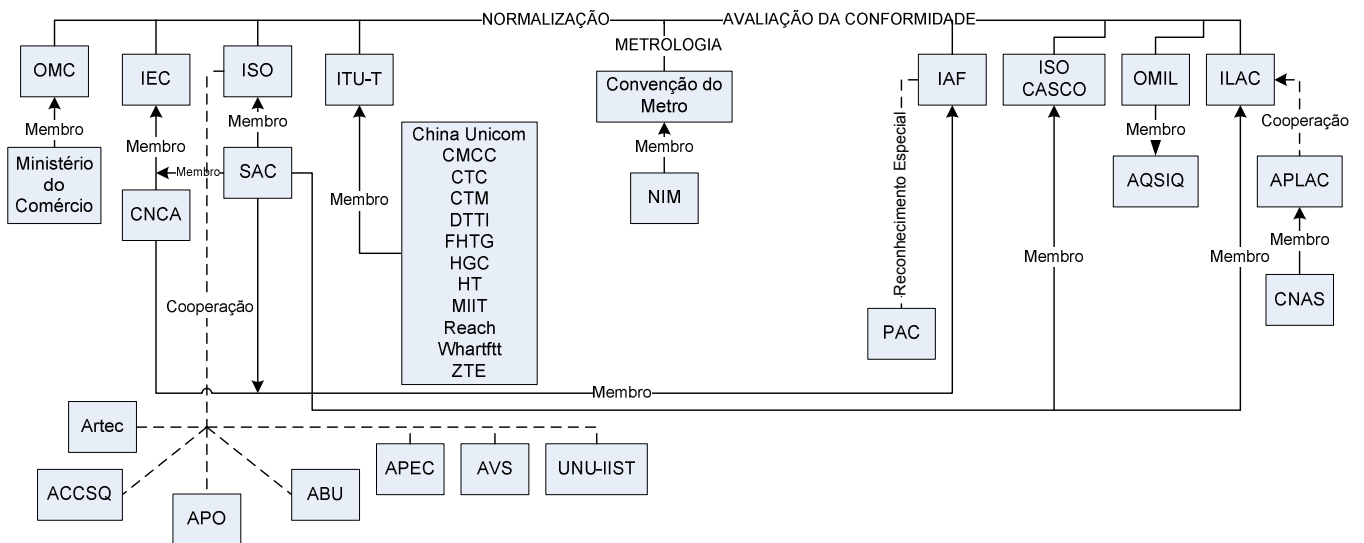 NORMALIZAÇÃO
AVALIAÇÃO DA CONFORMIDADE
METROLOGIA
OMC
IEC
ISO
ITU-T
Convenção do
Metro
IAF
ISO
CASCO
OMIL
ILAC
Membro
Membro
Membro
Membro
Membro
Membro
Membro
Cooperação
Ministério
do
Comércio
CNCA
SAC
China Unicom
CMCC
CTC
CTM
DTTI
FHTG
HGC
HT
MIIT
Reach
Whartftt
ZTE
NIM
Reconhecimento Especial
AQSIQ
APLAC
Membro
Membro
Membro
CNAS
Cooperação
PAC
Membro
Artec
ACCSQ
APO
ABU
APEC
AVS
UNU-IIST